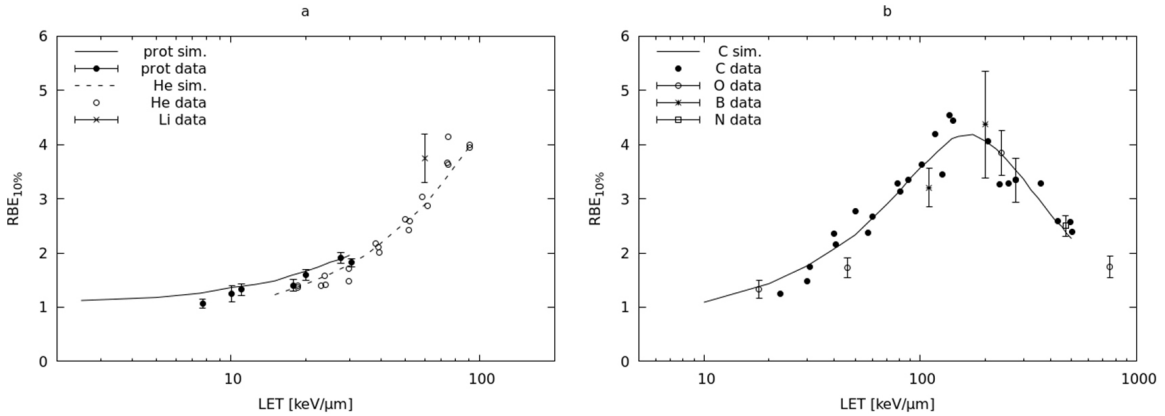 a
RBE10%
6
5
4
3
2
1
0
prot sim.
prot data
He sim.
He data
Li data
10
100
LET [keV/µm]
b
RBE10%
6
5
4
3
2
1
0
C sim.
C data
O data
B data
N data
10
100
1000
LET [keV/µm]